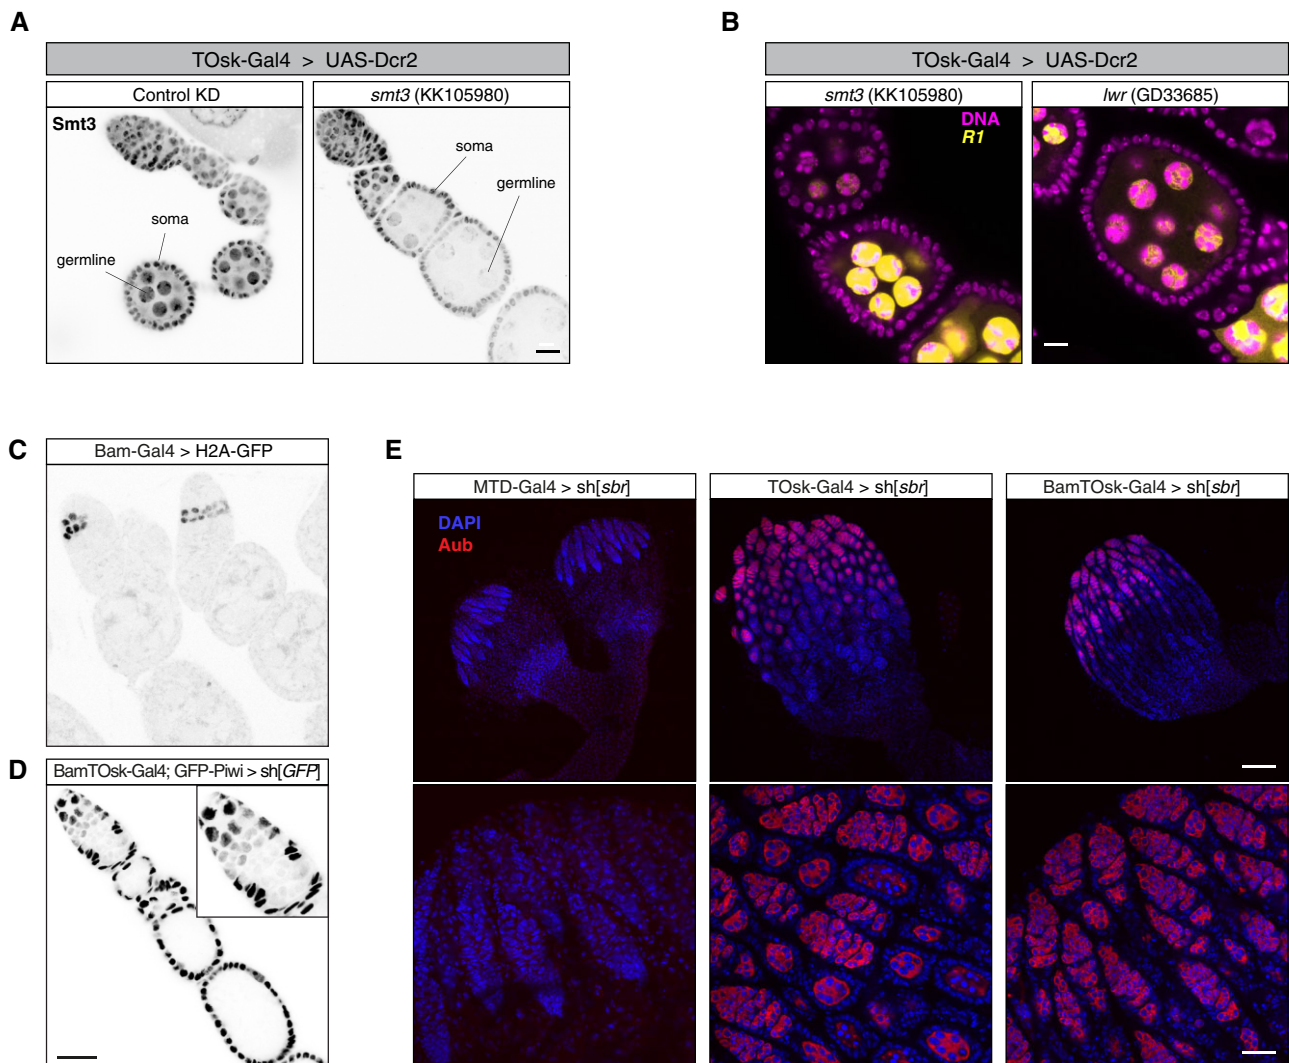 A
TOsk-Gal4 > UAS-Dcr2
Control KD
smt3 (KK105980)
Smt3
soma
germline
soma
germline
B
TOsk-Gal4 > UAS-Dcr2
smt3 (KK105980)
lwr (GD33685)
DNA
R1
C
Bam-Gal4 > H2A-GFP
D
BamTOsk-Gal4; GFP-Piwi > sh[GFP]
E
MTD-Gal4 > sh[sbr]
TOsk-Gal4 > sh[sbr]
BamTOsk-Gal4 > sh[sbr]
DAPI
Aub